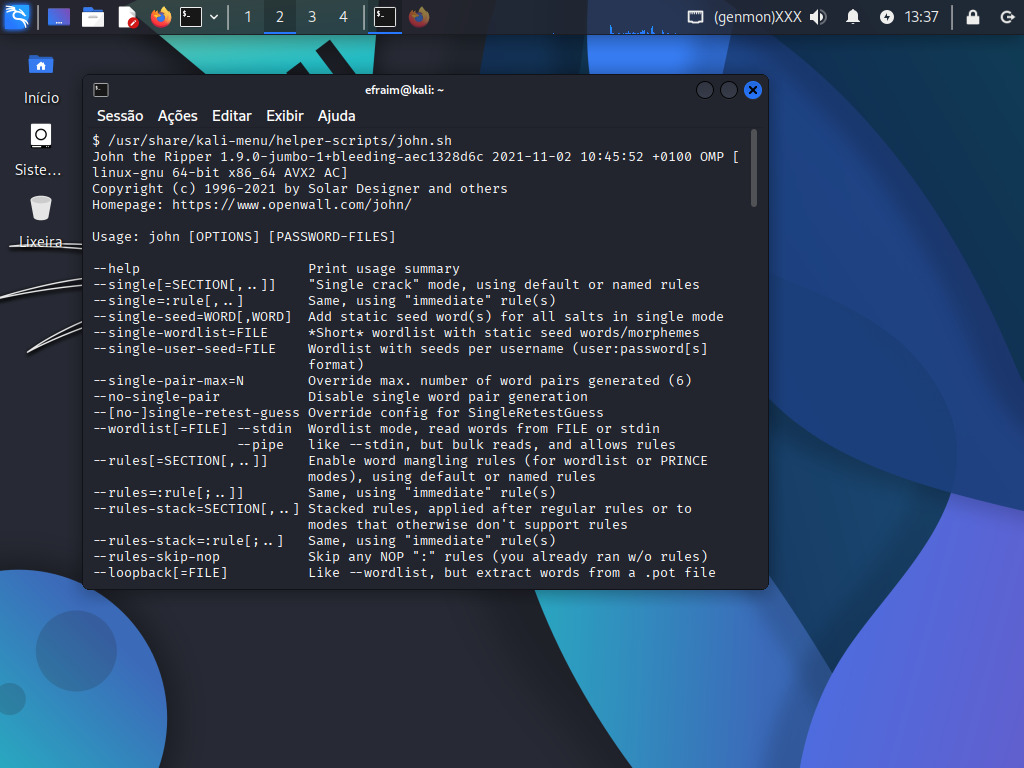 1 2 3 4 (genmon)XXX 13:37
Início
Siste...
Lixeira
efraim@kali: ~
Sessão Ações Editar Exibir Ajuda
$ /usr/share/kali-menu/helper-scripts/john.sh
John the Ripper 1.9.0-jumbo-1+bleeding-aec1328d6c 2021-11-02 10:45:52 +0100 OMP [
linux-gnu 64-bit x86_64 AVX2 AC]
Copyright (c) 1996-2021 by Solar Designer and others
Homepage: https://www.openwall.com/john/
Usage: john [OPTIONS] [PASSWORD-FILES]
--help Print usage summary
--single[=SECTION[,..]] "Single crack" mode, using default or named rules
--single=:rule[,..] Same, using "immediate" rule(s)
--single-seed=WORD[,WORD] Add static seed word(s) for all salts in single mode
--single-wordlist=FILE *Short* wordlist with static seed words/morphemes
--single-user-seed=FILE Wordlist with seeds per username (user:password[s]
format)
--single-pair-max=N Override max. number of word pairs generated (6)
--no-single-pair Disable single word pair generation
--[no-]single-retest-guess Override config for SingleRetestGuess
--wordlist[=FILE] --stdin Wordlist mode, read words from FILE or stdin
--pipe like --stdin, but bulk reads, and allows rules
--rules[=SECTION[,..]] Enable word mangling rules (for wordlist or PRINCE
modes), using default or named rules
--rules=:rule[;..]] Same, using "immediate" rule(s)
--rules-stack=SECTION[,..] Stacked rules, applied after regular rules or to
modes that otherwise don't support rules
--rules-stack=:rule[;..] Same, using "immediate" rule(s)
--rules-skip-nop Skip any NOP ":" rules (you already ran w/o rules)
--loopback[=FILE] Like --wordlist, but extract words from a .pot file